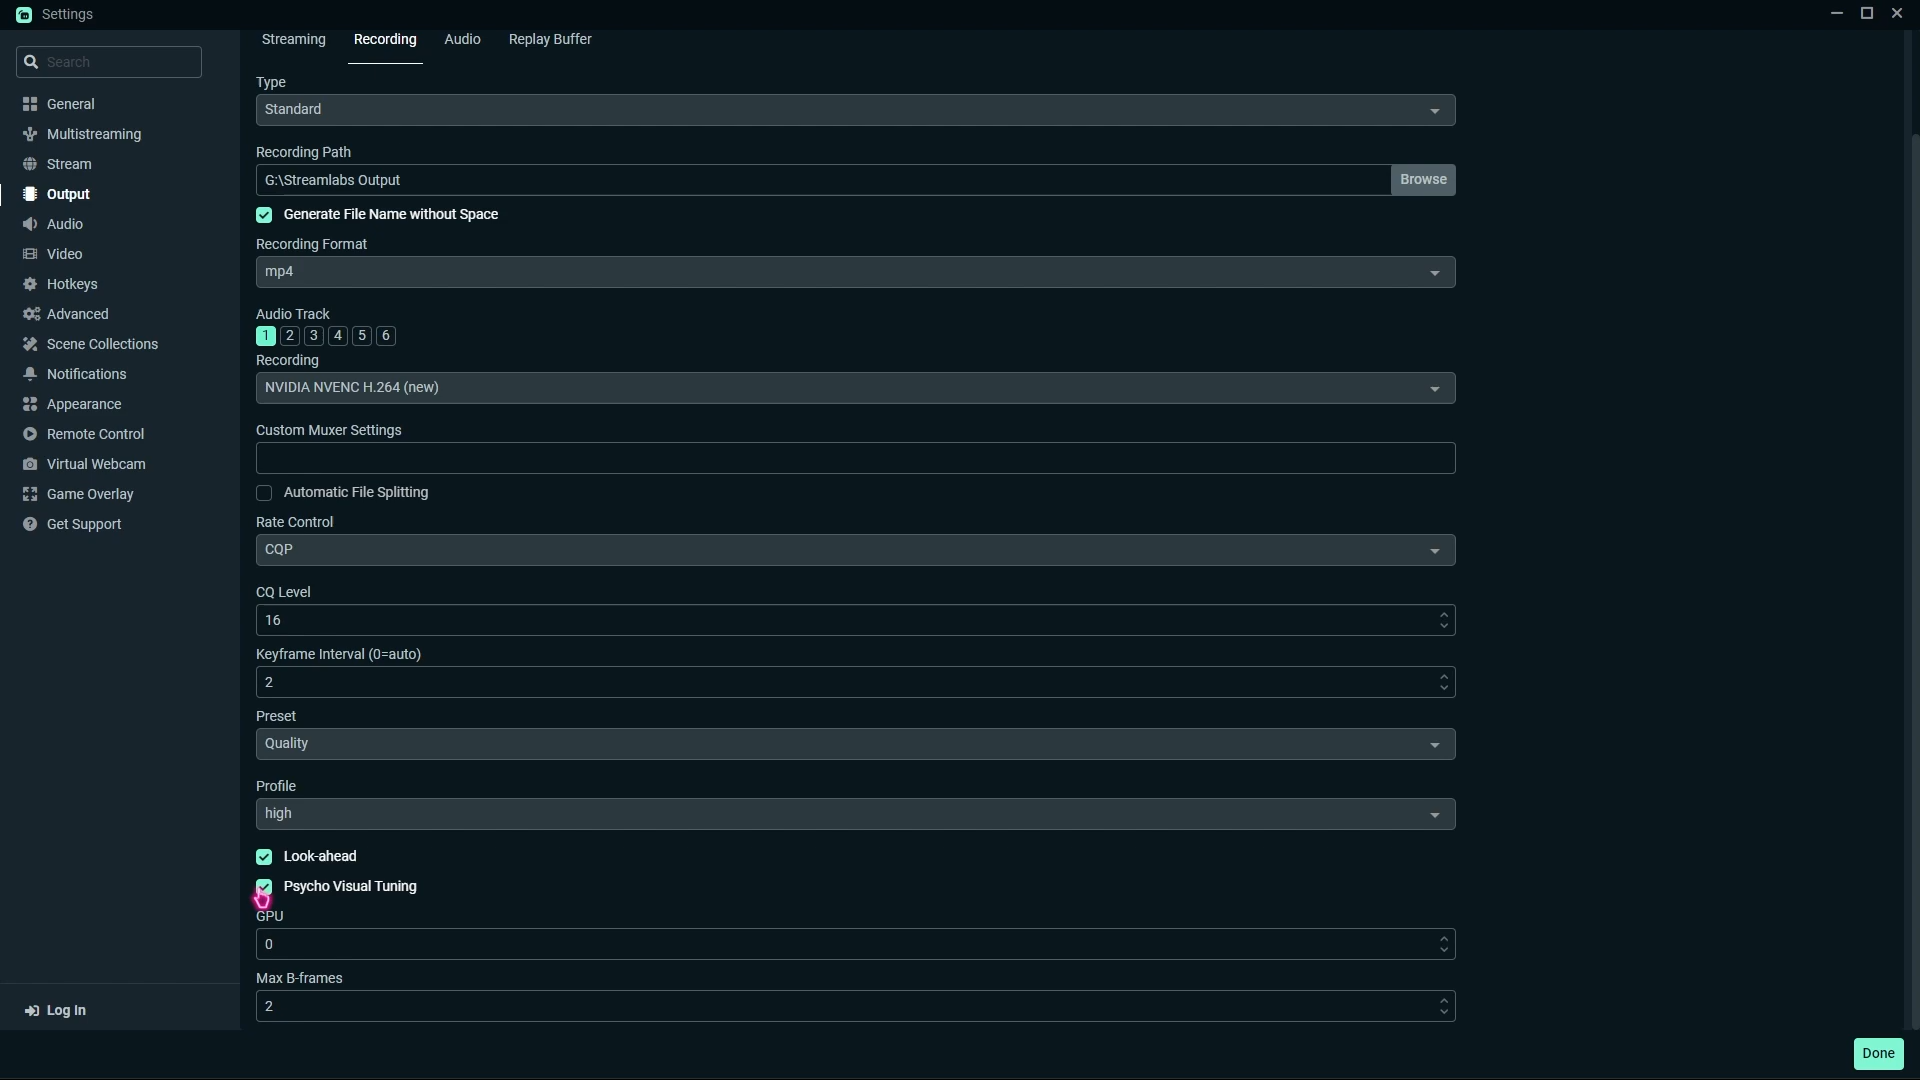 Settings
Search
General
Multistreaming
Stream
Output
Audio
Video
Hotkeys
Advanced
Scene Collections
Notifications
Appearance
Remote Control
Virtual Webcam
Game Overlay
Get Support
Log In
Streaming Recording Audio Replay Buffer
Type
Standard
Recording Path
G:\Streamlabs Output Browse
Generate File Name without Space
Recording Format
mp4
Audio Track
1 2 3 4 5 6
Recording
NVIDIA NVENC H.264 (new)
Custom Muxer Settings
Automatic File Splitting
Rate Control
CQP
CQ Level
16
Keyframe Interval (0=auto)
2
Preset
Quality
Profile
high
Look-ahead
Psycho Visual Tuning
GPU
0
Max B-frames
2
Done